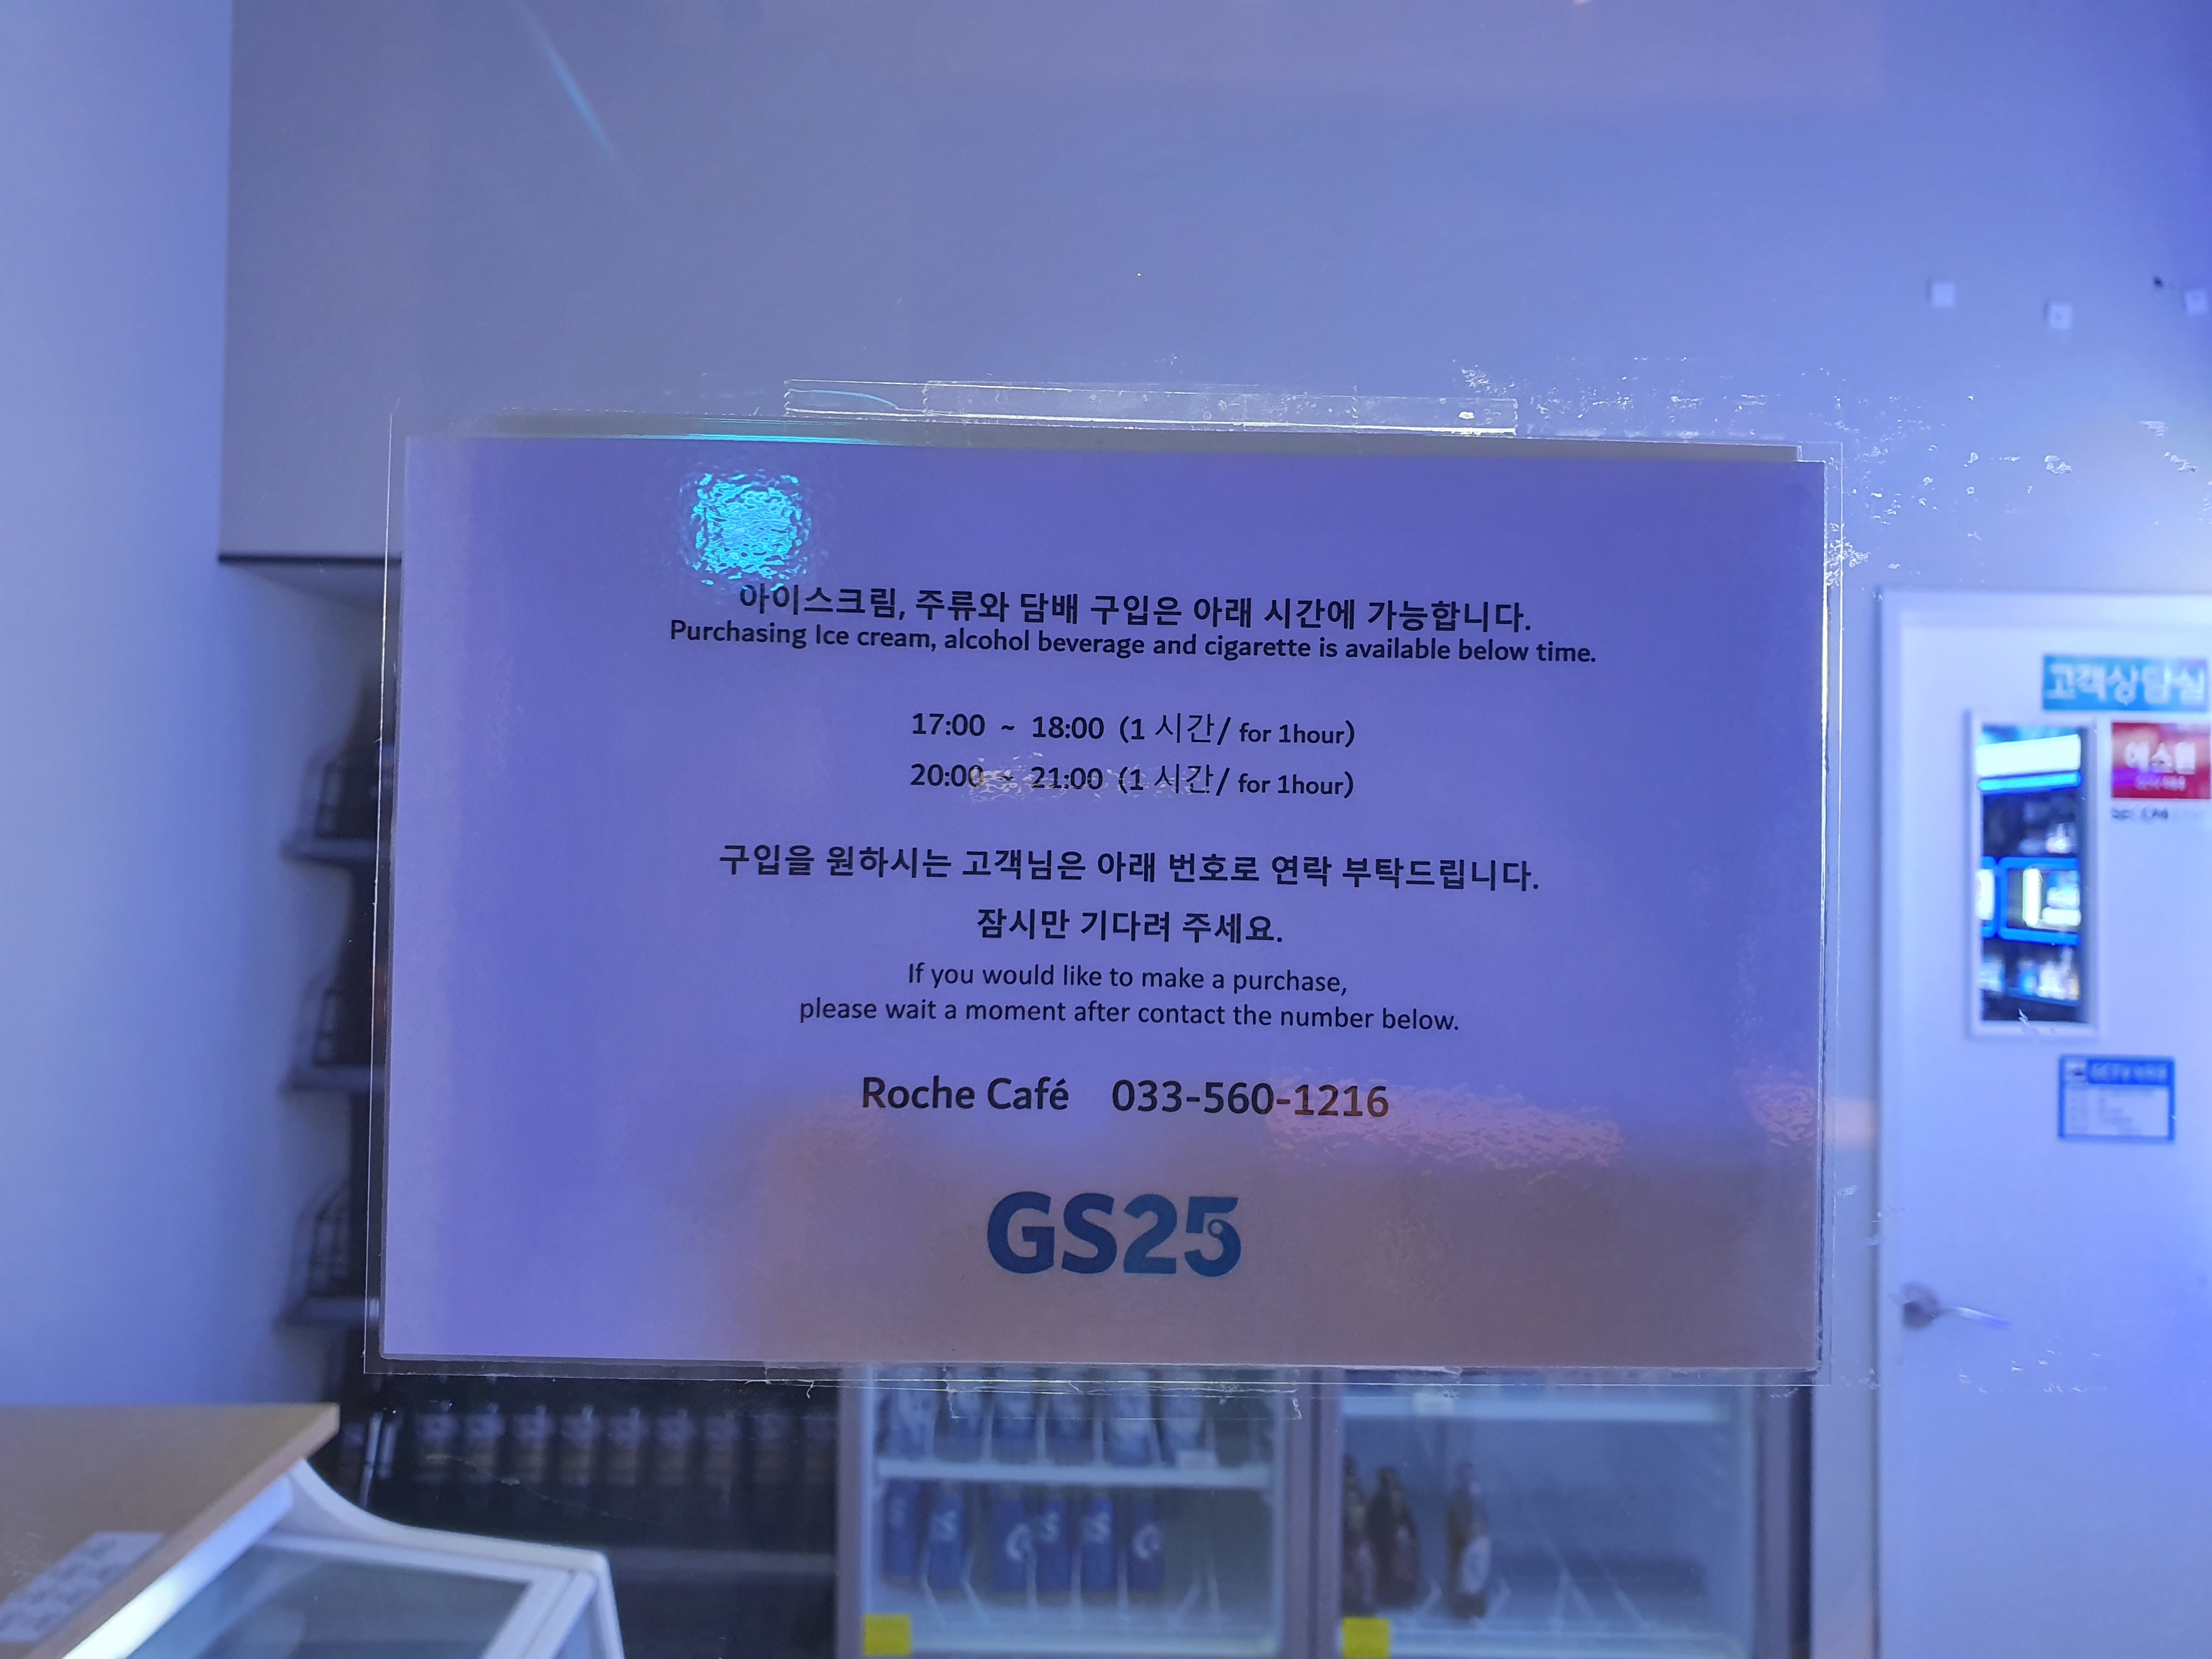 아이스크림, 주류와 담배 구입은 아래 시간에 가능합니다.
Purchasing Ice cream, alcohol beverage and cigarette is available below time.
17:00 ~ 18:00 (1 시간/ for 1hour)
20:00 ~ 21:00 (1 시간/ for 1hour)
구입을 원하시는 고객님은 아래 번호로 연락 부탁드립니다.
잠시만 기다려 주세요.
If you would like to make a purchase,
please wait a moment after contact the number below.
Roche Café 033-560-1216
GS25
고객상담실
에스원